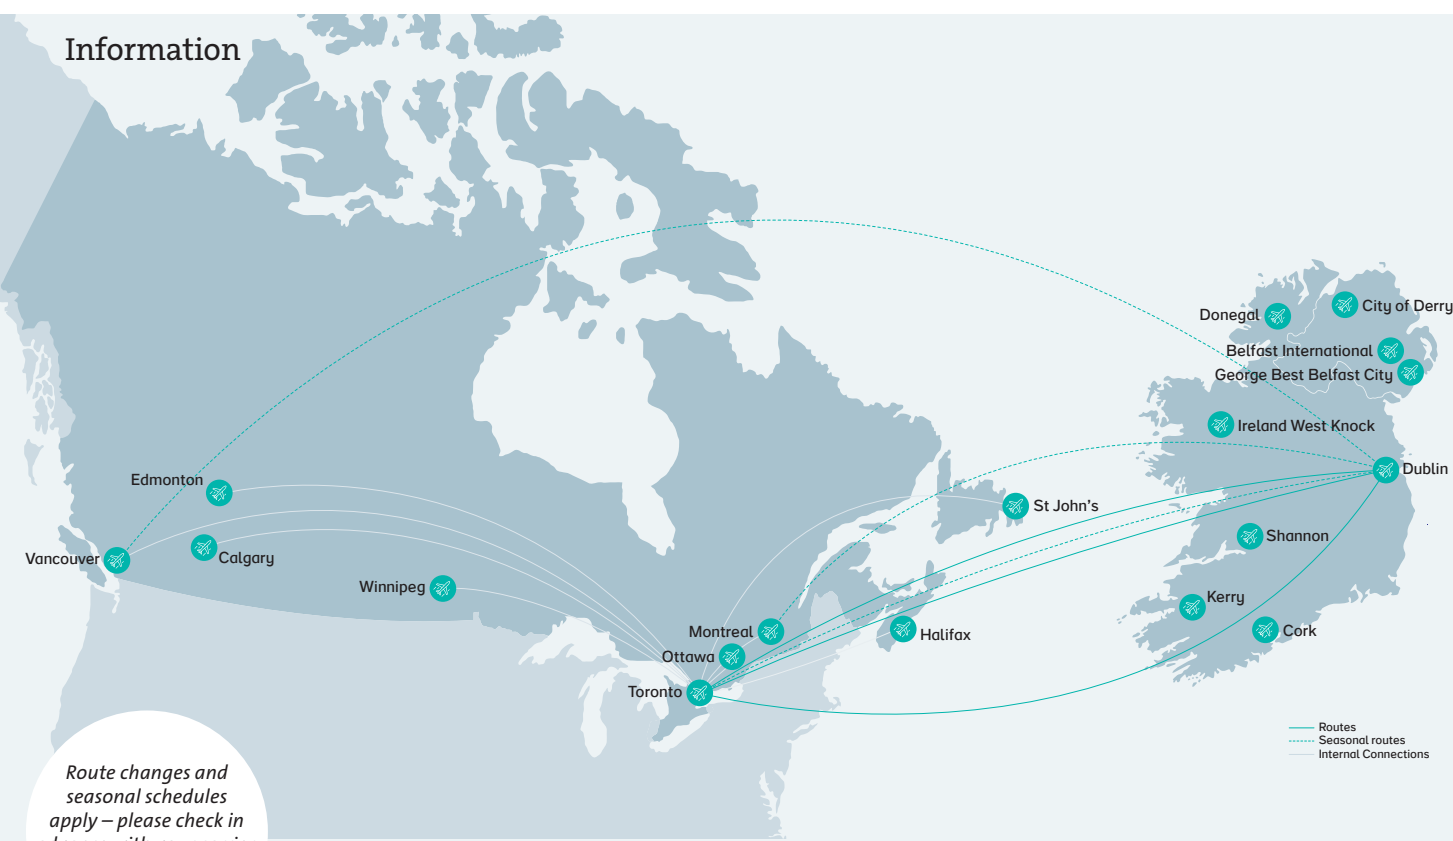 Information
Donegal
City of Derry
Belfast International
George Best Belfast City
Ireland West Knock
Dublin
Edmonton
St John's
Shannon
Vancouver
Calgary
Winnipeg
Kerry
Montreal
Halifax
Cork
Ottawa
Toronto
Routes
Seasonal routes
Internal Connections
Route changes and
seasonal schedules
apply – please check in